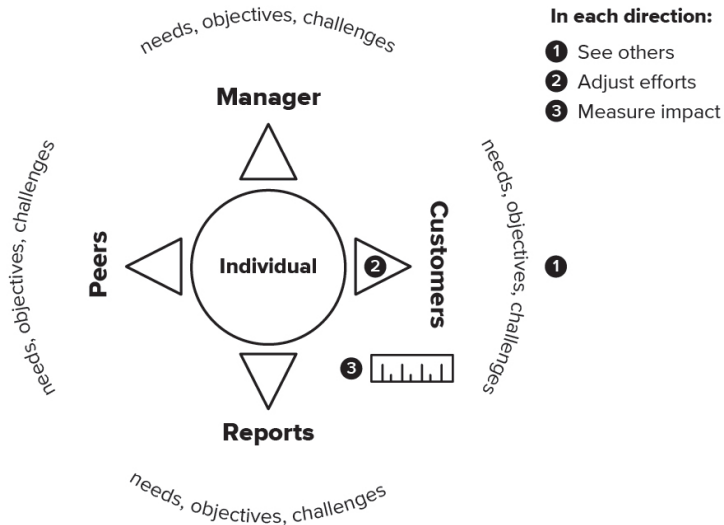 In each direction:
1 See others
2 Adjust efforts
3 Measure impact
needs, objectives, challenges
Manager
needs, objectives, challenges
Peers
Individual
2
Customers
needs, objectives, challenges
1
3
Reports
needs, objectives, challenges